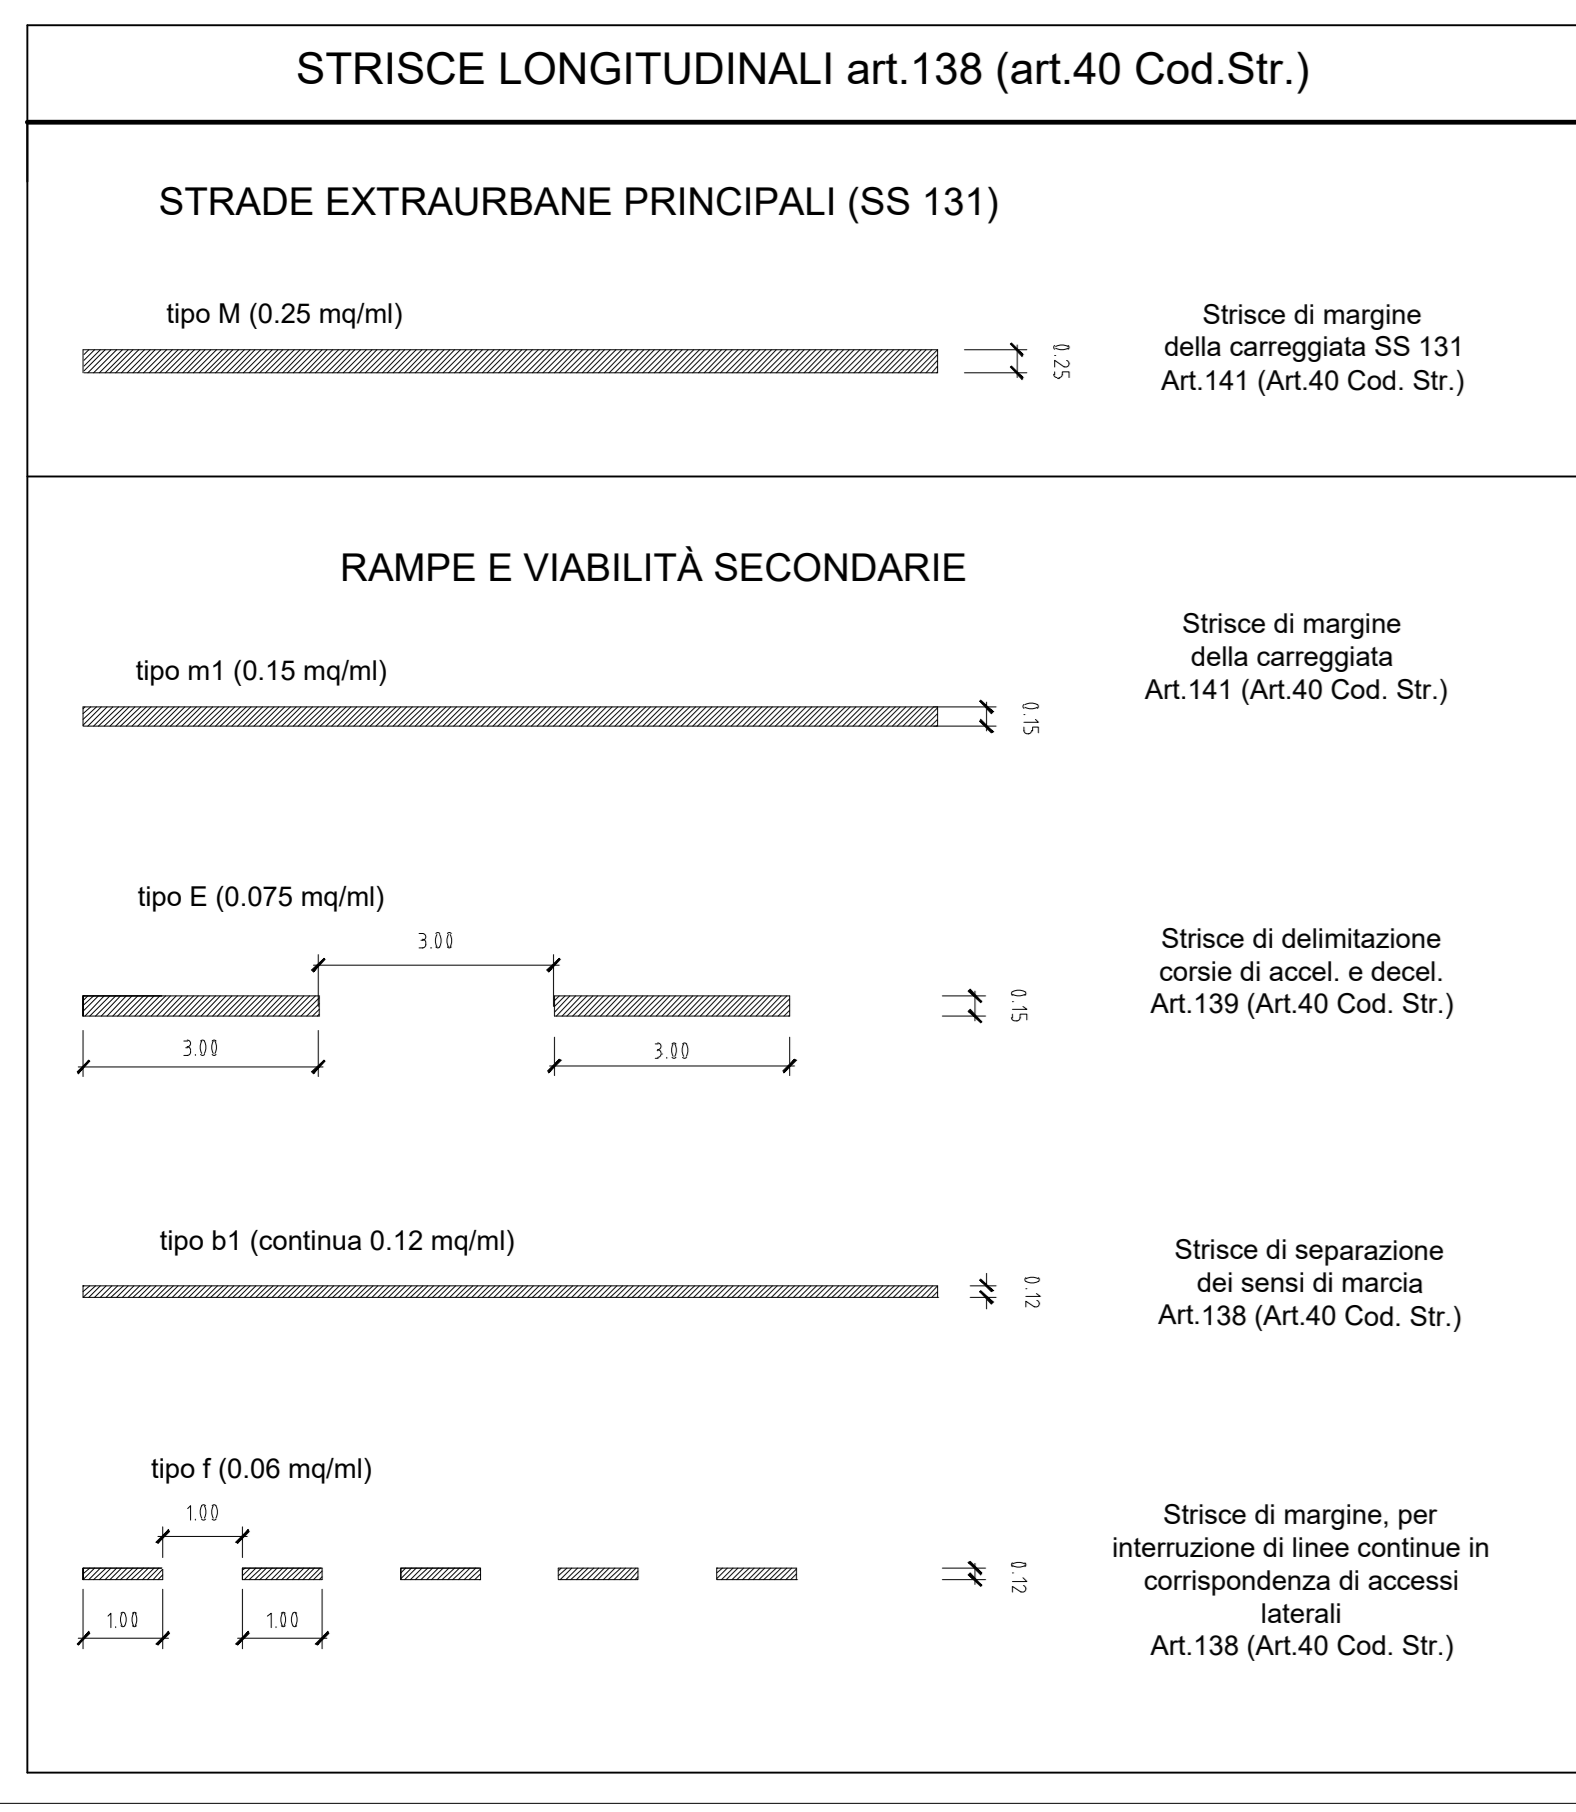 STRISCE LONGITUDINALI art.138 (art.40 Cod.Str.)
STRADE EXTRAURBANE PRINCIPALI (SS 131)
tipo M (0.25 mq/ml)
0.25
Strisce di margine
della carreggiata SS 131
Art.141 (Art.40 Cod. Str.)
RAMPE E VIABILITÀ SECONDARIE
tipo m1 (0.15 mq/ml)
0.15
Strisce di margine
della carreggiata
Art.141 (Art.40 Cod. Str.)
tipo E (0.075 mq/ml)
3.00
3.00
3.00
0.15
Strisce di delimitazione
corsie di accel. e decel.
Art.139 (Art.40 Cod. Str.)
tipo b1 (continua 0.12 mq/ml)
0.12
Strisce di separazione
dei sensi di marcia
Art.138 (Art.40 Cod. Str.)
tipo f (0.06 mq/ml)
1.00
1.00
1.00
0.12
Strisce di margine, per
interruzione di linee continue in
corrispondenza di accessi
laterali
Art.138 (Art.40 Cod. Str.)